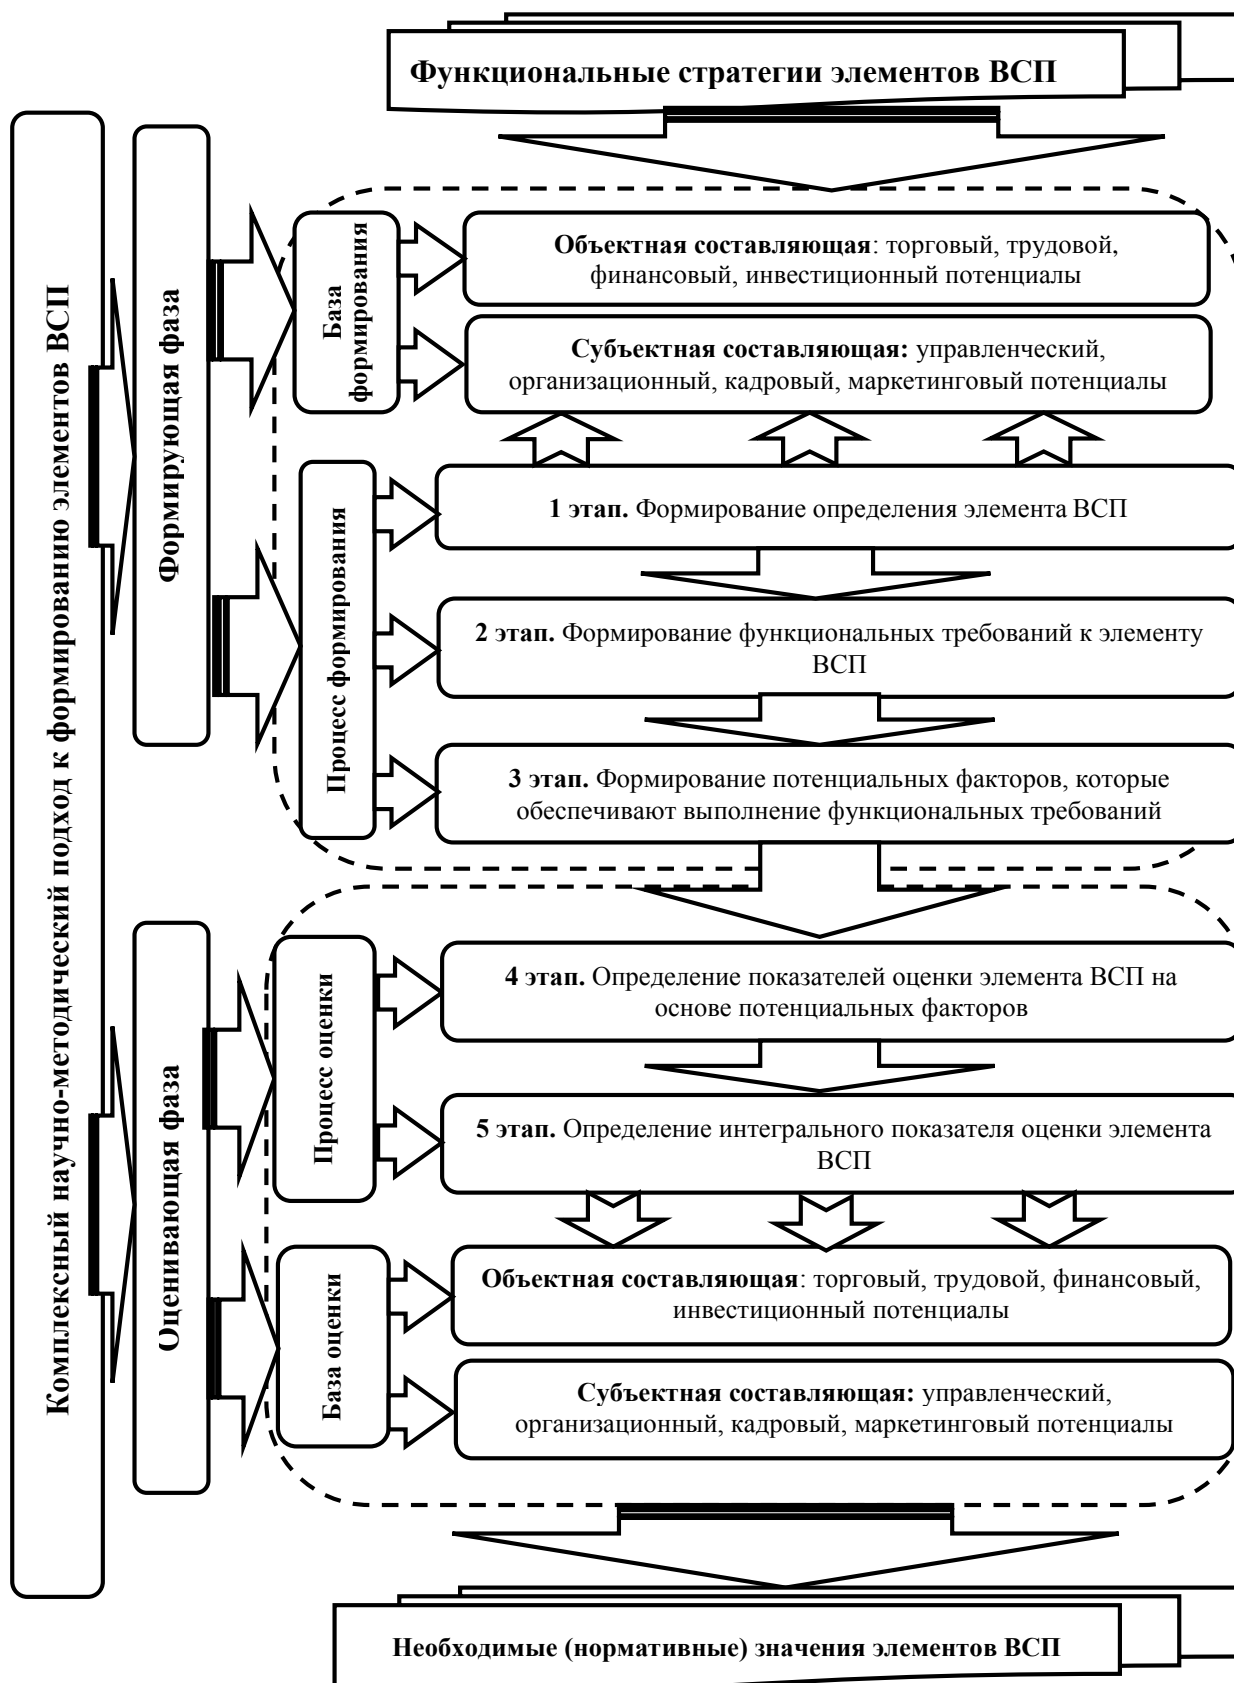 Функциональные стратегии элементов ВСП
Комплексный научно-методический подход к формированию элементов ВСП
Формирующая фаза
База
формирования
Объектная составляющая: торговый, трудовой,
финансовый, инвестиционный потенциалы
Субъектная составляющая: управленческий,
организационный, кадровый, маркетинговый потенциалы
Процесс формирования
1 этап. Формирование определения элемента ВСП
2 этап. Формирование функциональных требований к элементу
ВСП
3 этап. Формирование потенциальных факторов, которые
обеспечивают выполнение функциональных требований
Оценивающая фаза
Процесс оценки
4 этап. Определение показателей оценки элемента ВСП на
основе потенциальных факторов
5 этап. Определение интегрального показателя оценки элемента
ВСП
База оценки
Объектная составляющая: торговый, трудовой, финансовый,
инвестиционный потенциалы
Субъектная составляющая: управленческий,
организационный, кадровый, маркетинговый потенциалы
Необходимые (нормативные) значения элементов ВСП